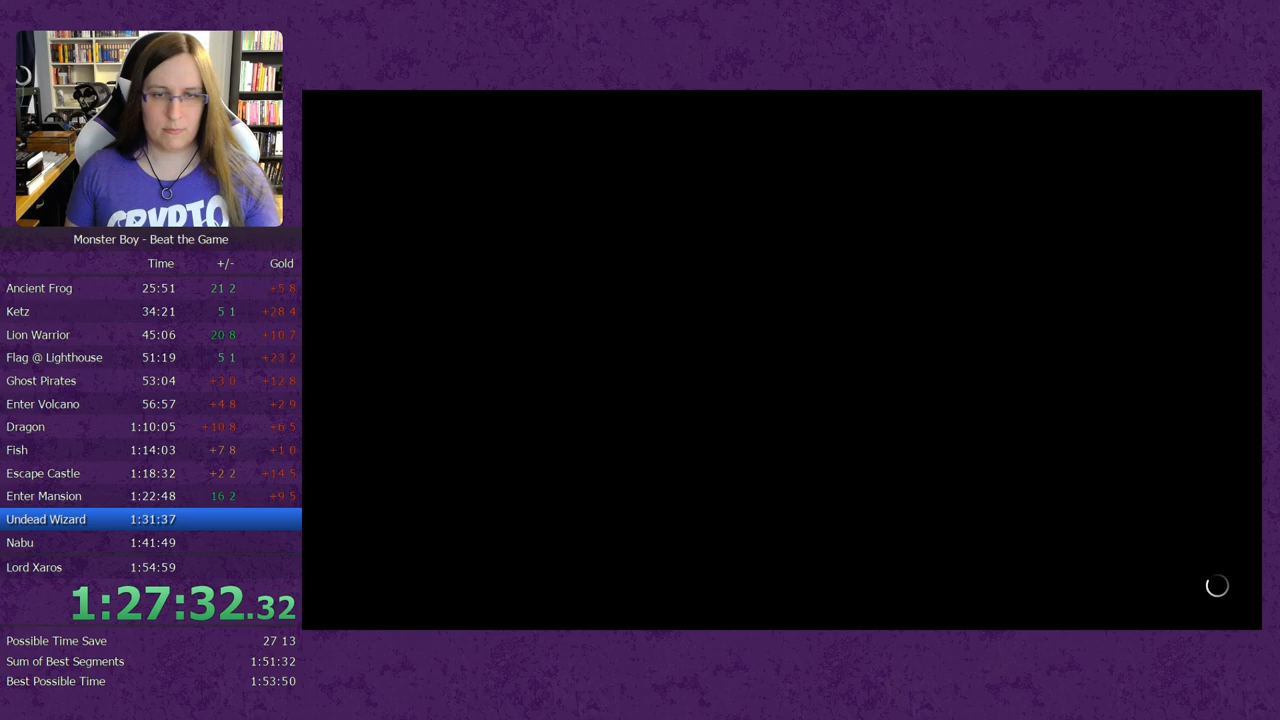 CRYPTO
Monster Boy - Beat the Game
Time +/- Gold
Ancient Frog 25:51 21 2 +5 8
Ketz 34:21 5 1 +28 4
Lion Warrior 45:06 20 8 +10 7
Flag @ Lighthouse 51:19 5 1 +23 2
Ghost Pirates 53:04 +3 0 +12 8
Enter Volcano 56:57 +4 8 +2 9
Dragon 1:10:05 +10 8 +6 5
Fish 1:14:03 +7 8 +1 0
Escape Castle 1:18:32 +2 2 +14 5
Enter Mansion 1:22:48 16 2 +9 5
Undead Wizard 1:31:37
Nabu 1:41:49
Lord Xaros 1:54:59
1:27:32.32
Possible Time Save 27 13
Sum of Best Segments 1:51:32
Best Possible Time 1:53:50